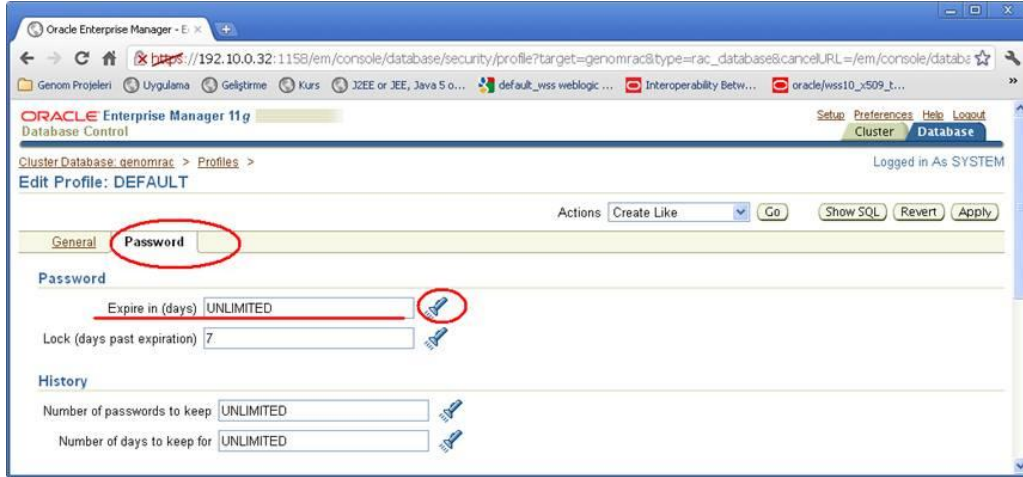 Oracle Enterprise Manager - E
https://192.10.0.32:1158/em/console/database/security/profile?target=genomrac&type=rac_database&cancelURL=/em/console/databa
Genom Projeleri Uygulama Geliştirme Kurs J2EE or JEE, Java 5 o... default_wss weblogic ... Interoperability Betw... oracle/wss10_x509_t... »
ORACLE Enterprise Manager 11g
Setup Preferences Help Logout
Database Control
Cluster Database
Cluster Database: genomrac > Profiles >
Logged in As SYSTEM
Edit Profile: DEFAULT
Actions Create Like Go Show SQL Revert Apply
General Password
Password
Expire in (days) UNLIMITED
Lock (days past expiration) 7
History
Number of passwords to keep UNLIMITED
Number of days to keep for UNLIMITED